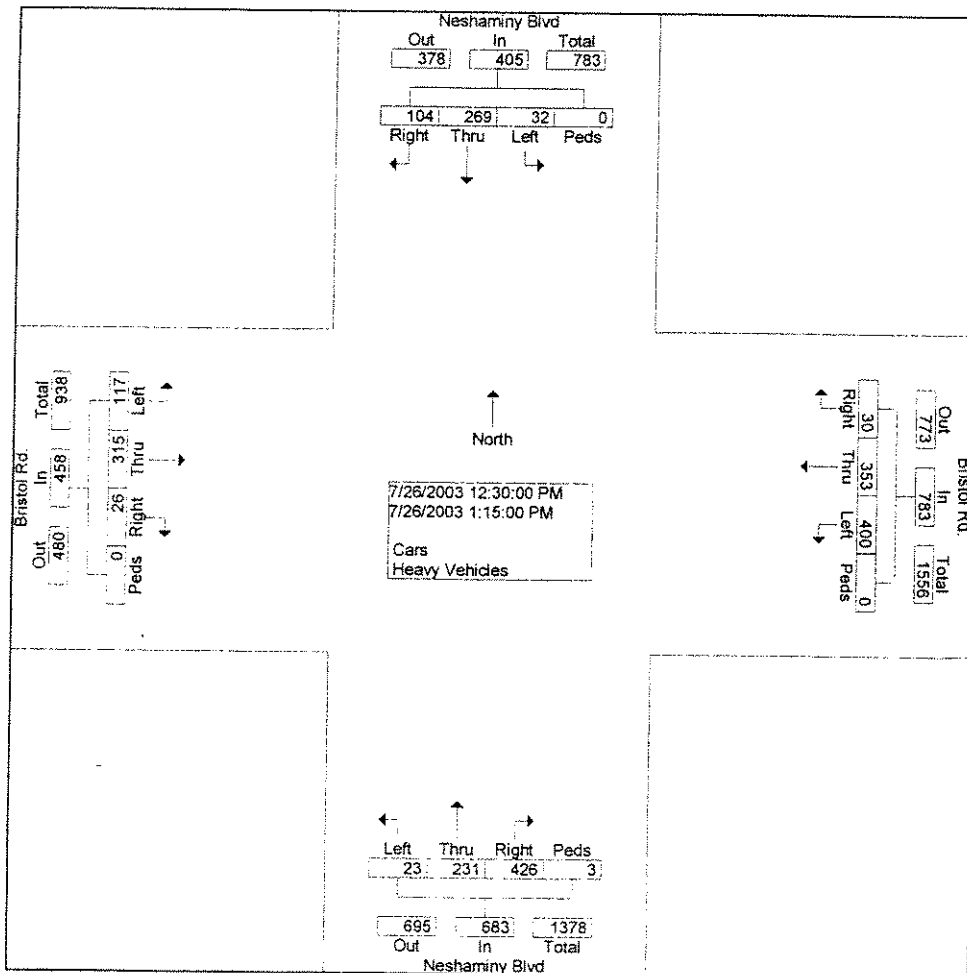 Neshaminy Blvd
Out In Total
378 405 783
104 269 32 0
Right Thru Left Peds
Bristol Rd.
Total In Out
938 458 480
117 315 26 0
Left Thru Right Peds
North
7/26/2003 12:30:00 PM
7/26/2003 1:15:00 PM
Cars
Heavy Vehicles
Bristol Rd.
Out In Total
773 783 1556
30 353 400 0
Right Thru Left Peds
Left Thru Right Peds
23 231 426 3
695 683 1378
Out In Total
Neshaminy Blvd